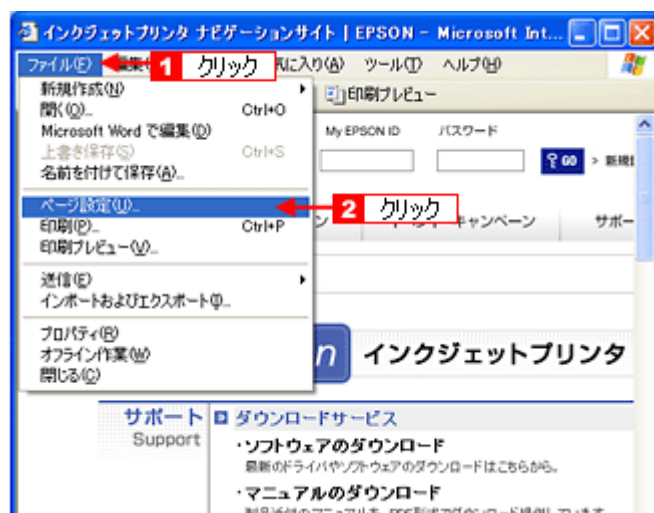 インクジェットプリンタ ナビゲーションサイト | EPSON - Microsoft Int...
ファイル(F) 1 クリック に入り(A) ツール(T) ヘルプ(H)
新規作成(N)
印刷プレビュー
開く(O)... Ctrl+O
Microsoft Word で編集(D)
My EPSON ID パスワード
上書き保存(S) Ctrl+S
GO > 新規
名前を付けて保存(A)...
ページ設定(U)... 2 クリック
キャンペーン サポー
印刷(P)... Ctrl+P
印刷プレビュー(V)...
送信(E)
インポートおよびエクスポート(I)...
プロパティ(R)
オフライン作業(W)
n インクジェットプリンタ
閉じる(C)
サポート ダウンロードサービス
Support
・ソフトウェアのダウンロード
最新のドライバやソフトウェアのダウンロードはこちらから。
・マニュアルのダウンロード